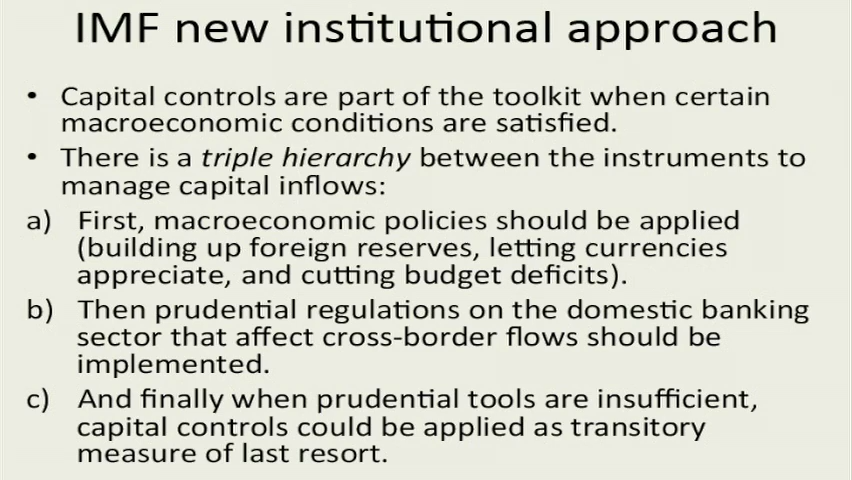 IMF new institutional approach
• Capital controls are part of the toolkit when certain
macroeconomic conditions are satisfied.
• There is a triple hierarchy between the instruments to
manage capital inflows:
a) First, macroeconomic policies should be applied
(building up foreign reserves, letting currencies
appreciate, and cutting budget deficits).
b) Then prudential regulations on the domestic banking
sector that affect cross-border flows should be
implemented.
c) And finally when prudential tools are insufficient,
capital controls could be applied as transitory
measure of last resort.